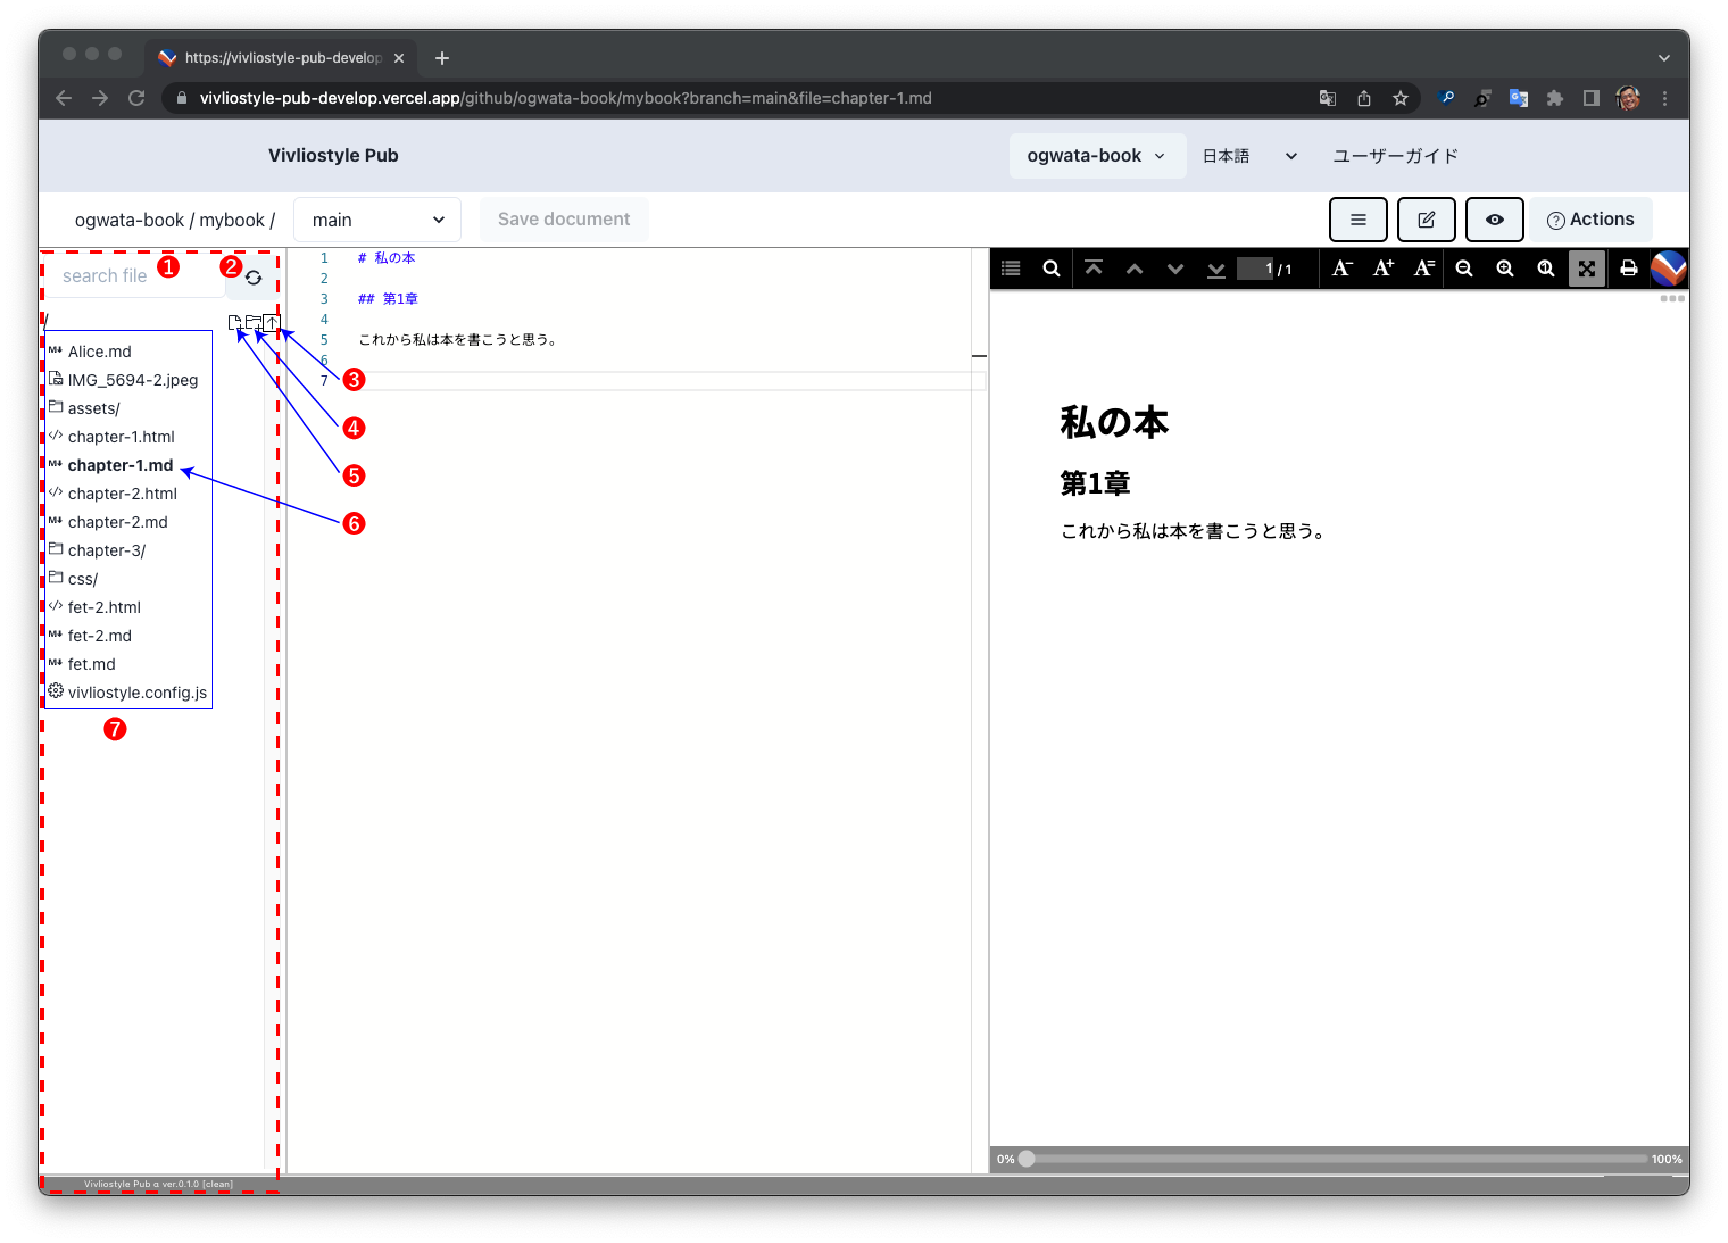 https://vivliostyle-pub-develop
vivliostyle-pub-develop.vercel.app/github/ogwata-book/mybook?branch=main&file=chapter-1.md
Vivliostyle Pub
ogwata-book
日本語
ユーザーガイド
ogwata-book / mybook /
main
Save document
? Actions
search file
1
2
/
Alice.md
IMG_5694-2.jpeg
assets/
chapter-1.html
chapter-1.md
chapter-2.html
chapter-2.md
chapter-3/
css/
fet-2.html
fet-2.md
fet.md
vivliostyle.config.js
3
4
5
6
7
1 # 私の本
2
3 ## 第1章
4
5 これから私は本を書こうと思う。
6
7
1 / 1
A− A+ A=
私の本
第1章
これから私は本を書こうと思う。
0% 100%
Vivliostyle Pub α ver.0.1.0 [clean]